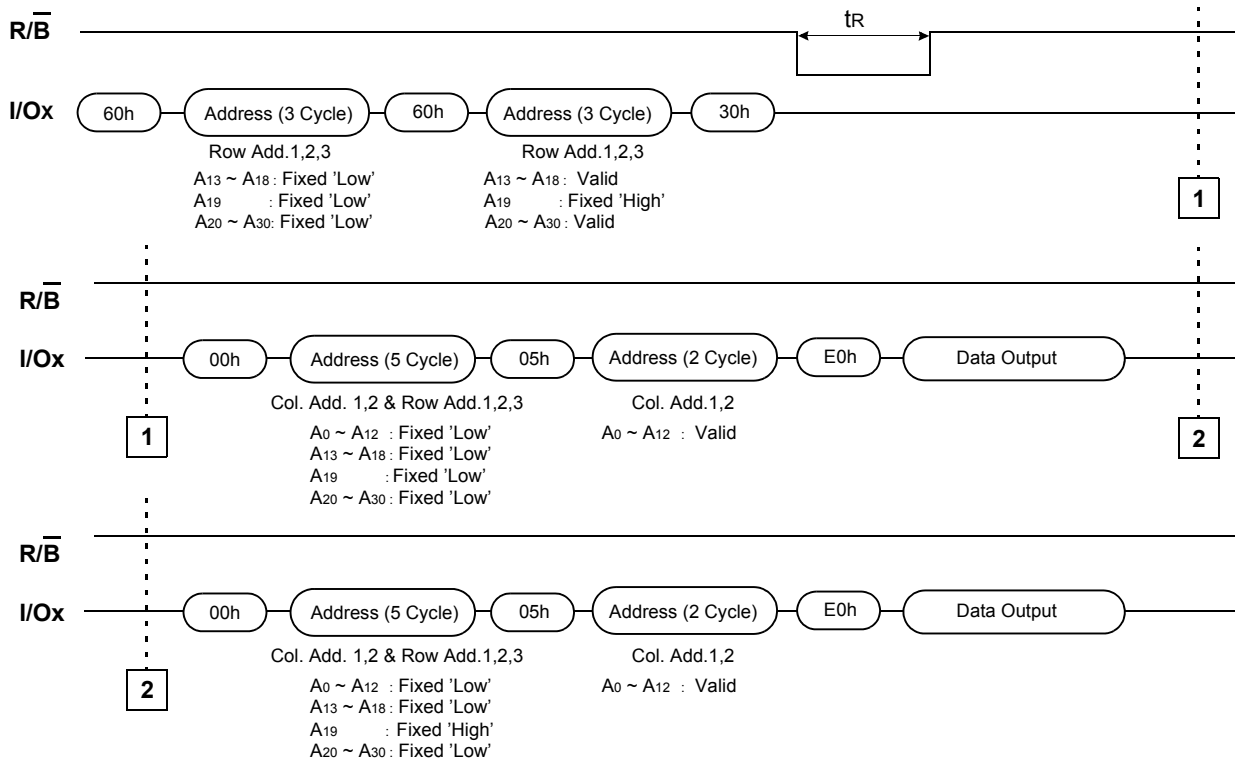 R/B̅ tR
I/Ox 60h Address (3 Cycle) 60h Address (3 Cycle) 30h
Row Add.1,2,3 Row Add.1,2,3
A13 ~ A18 : Fixed 'Low' A13 ~ A18 : Valid
A19 : Fixed 'Low' A19 : Fixed 'High'
A20 ~ A30: Fixed 'Low' A20 ~ A30 : Valid
1
R/B̅
I/Ox 00h Address (5 Cycle) 05h Address (2 Cycle) E0h Data Output
Col. Add. 1,2 & Row Add.1,2,3 Col. Add.1,2
A0 ~ A12 : Fixed 'Low' A0 ~ A12 : Valid
1 2
A13 ~ A18 : Fixed 'Low'
A19 : Fixed 'Low'
A20 ~ A30 : Fixed 'Low'
R/B̅
I/Ox 00h Address (5 Cycle) 05h Address (2 Cycle) E0h Data Output
Col. Add. 1,2 & Row Add.1,2,3 Col. Add.1,2
A0 ~ A12 : Fixed 'Low' A0 ~ A12 : Valid
2
A13 ~ A18 : Fixed 'Low'
A19 : Fixed 'High'
A20 ~ A30 : Fixed 'Low'